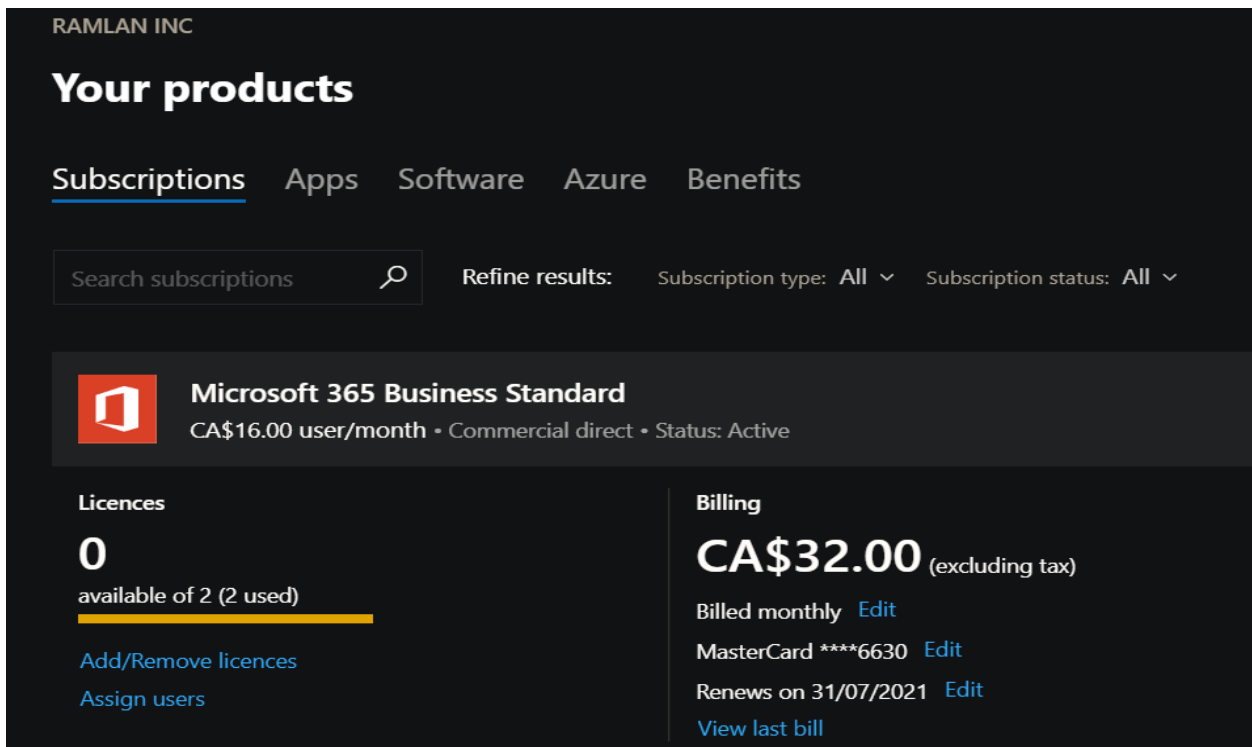 RAMLAN INC
Your products
Subscriptions Apps Software Azure Benefits
Search subscriptions Refine results: Subscription type: All Subscription status: All
Microsoft 365 Business Standard
CA$16.00 user/month • Commercial direct • Status: Active
Licences
0
available of 2 (2 used)
Add/Remove licences
Assign users
Billing
CA$32.00 (excluding tax)
Billed monthly Edit
MasterCard ****6630 Edit
Renews on 31/07/2021 Edit
View last bill